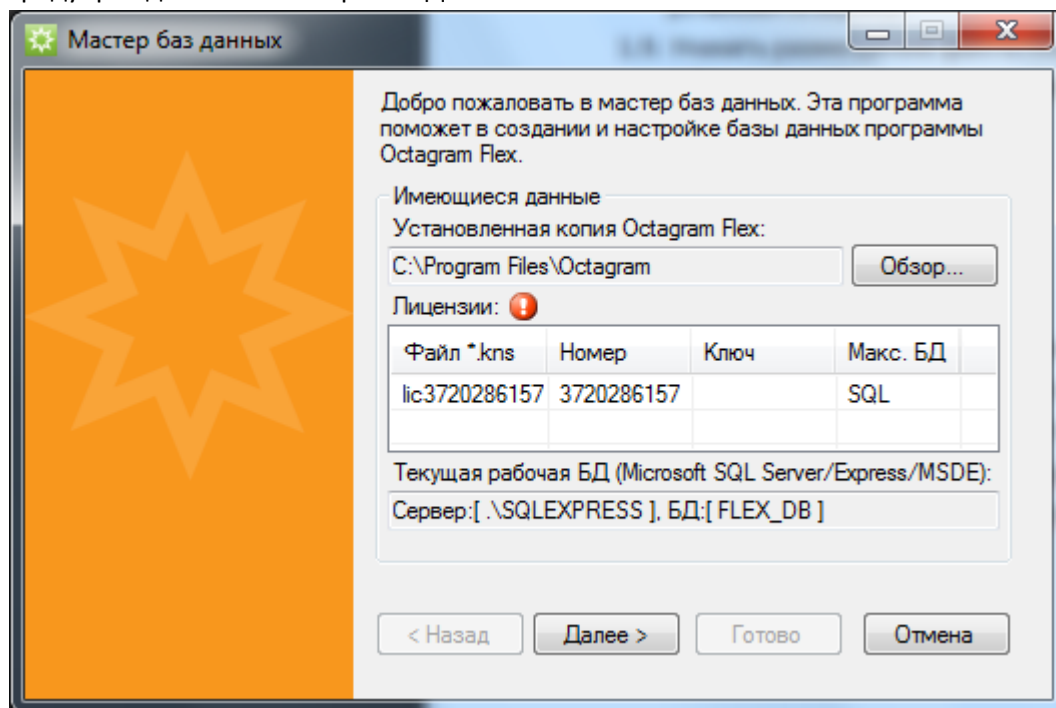 Мастер баз данных
Добро пожаловать в мастер баз данных. Эта программа
поможет в создании и настройке базы данных программы
Octagram Flex.
Имеющиеся данные
Установленная копия Octagram Flex:
C:\Program Files\Octagram
Обзор...
Лицензии:
Файл *.kns Номер Ключ Макс. БД
lic3720286157 3720286157 SQL
Текущая рабочая БД (Microsoft SQL Server/Express/MSDE):
Сервер:[ .\SQLEXPRESS ], БД:[ FLEX_DB ]
< Назад Далее > Готово Отмена